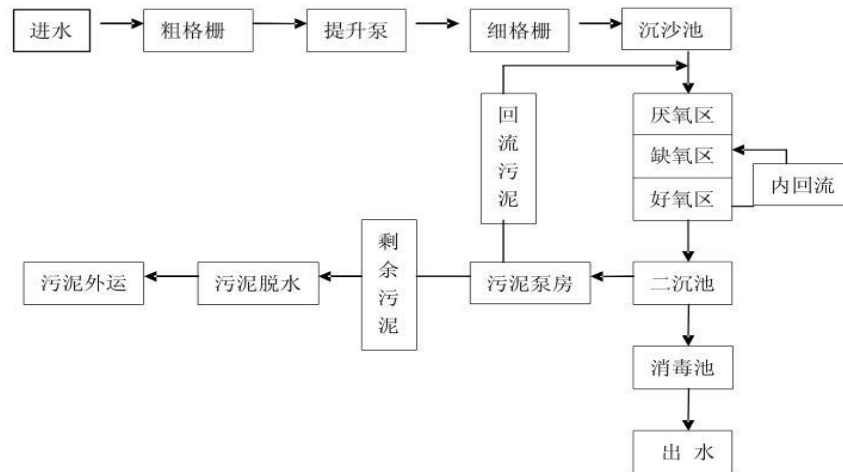 进水
粗格栅
提升泵
细格栅
沉沙池
回流污泥
厌氧区
缺氧区
好氧区
内回流
污泥外运
污泥脱水
剩余污泥
污泥泵房
二沉池
消毒池
出 水